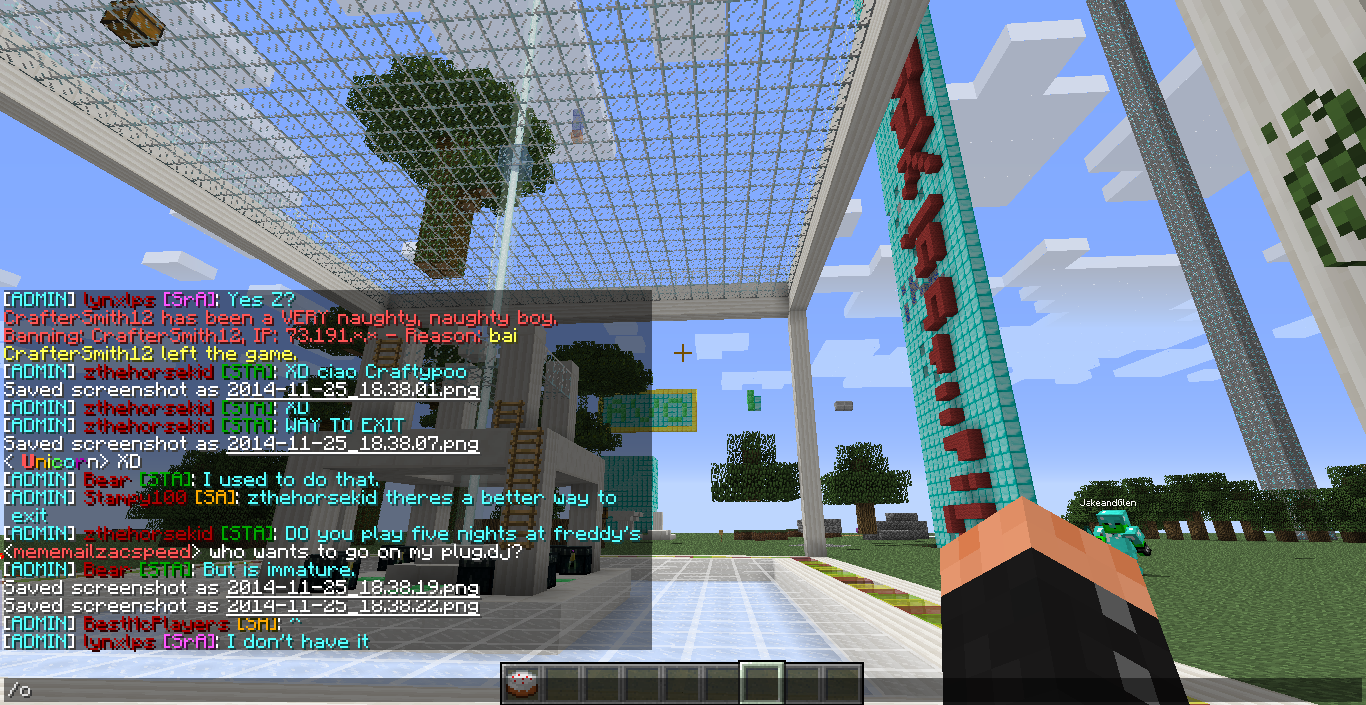 JakeandGlen
[ADMIN] lynxlps [SrA]: Yes Z?
CrafterSmith12 has been a VERY naughty, naughty boy.
Banning: CrafterSmith12, IP: 73.191.*.* - Reason: bai
CrafterSmith12 left the game.
[ADMIN] zthehorsekid [STA]: XD ciao Craftypoo
Saved screenshot as 2014-11-25_18.38.01.png
[ADMIN] zthehorsekid [STA]: XD
[ADMIN] zthehorsekid [STA]: WAY TO EXIT
Saved screenshot as 2014-11-25_18.38.07.png
< Unicorn> XD
[ADMIN] Bear [STA]: I used to do that.
[ADMIN] Stampy100 [SA]: zthehorsekid theres a better way to
exit
[ADMIN] zthehorsekid [STA]: DO you play five nights at freddy's
<mememailzacspeed> who wants to go on my plug.dj?
[ADMIN] Bear [STA]: But is immature.
Saved screenshot as 2014-11-25_18.38.19.png
Saved screenshot as 2014-11-25_18.38.22.png
[ADMIN] BestMcPlayers [SA]: ^
[ADMIN] lynxlps [SrA]: I don't have it
/o